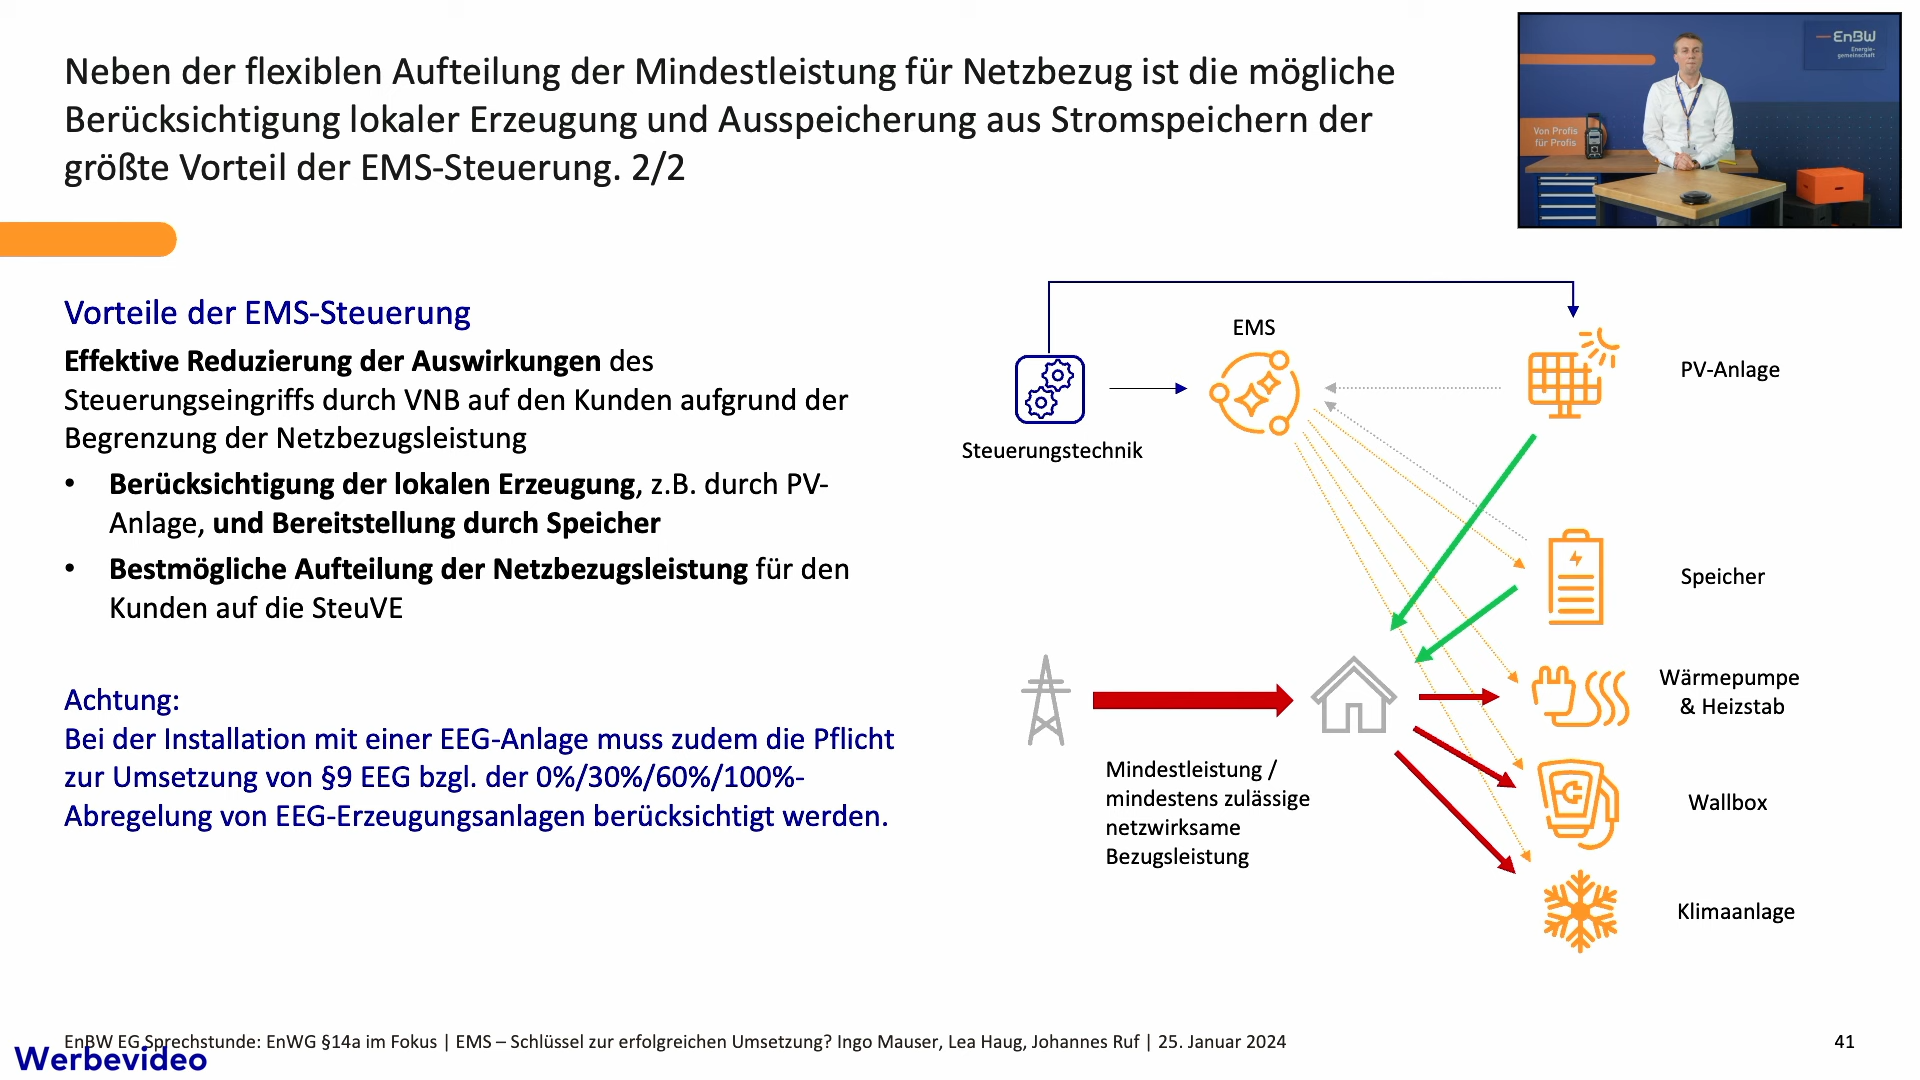 Neben der flexiblen Aufteilung der Mindestleistung für Netzbezug ist die mögliche
Berücksichtigung lokaler Erzeugung und Ausspeicherung aus Stromspeichern der
größte Vorteil der EMS-Steuerung. 2/2
EnBW
Energie-
gemeinschaft
Von Profis
für Profis
Vorteile der EMS-Steuerung
Effektive Reduzierung der Auswirkungen des
Steuerungseingriffs durch VNB auf den Kunden aufgrund der
Begrenzung der Netzbezugsleistung
• Berücksichtigung der lokalen Erzeugung, z.B. durch PV-
Anlage, und Bereitstellung durch Speicher
• Bestmögliche Aufteilung der Netzbezugsleistung für den
Kunden auf die SteuVE
Achtung:
Bei der Installation mit einer EEG-Anlage muss zudem die Pflicht
zur Umsetzung von §9 EEG bzgl. der 0%/30%/60%/100%-
Abregelung von EEG-Erzeugungsanlagen berücksichtigt werden.
EMS
Steuerungstechnik
PV-Anlage
Speicher
Wärmepumpe
& Heizstab
Mindestleistung /
mindestens zulässige
netzwirksame
Bezugsleistung
Wallbox
Klimaanlage
EnBW EG Sprechstunde: EnWG §14a im Fokus | EMS – Schlüssel zur erfolgreichen Umsetzung? Ingo Mauser, Lea Haug, Johannes Ruf | 25. Januar 2024
41
Werbevideo